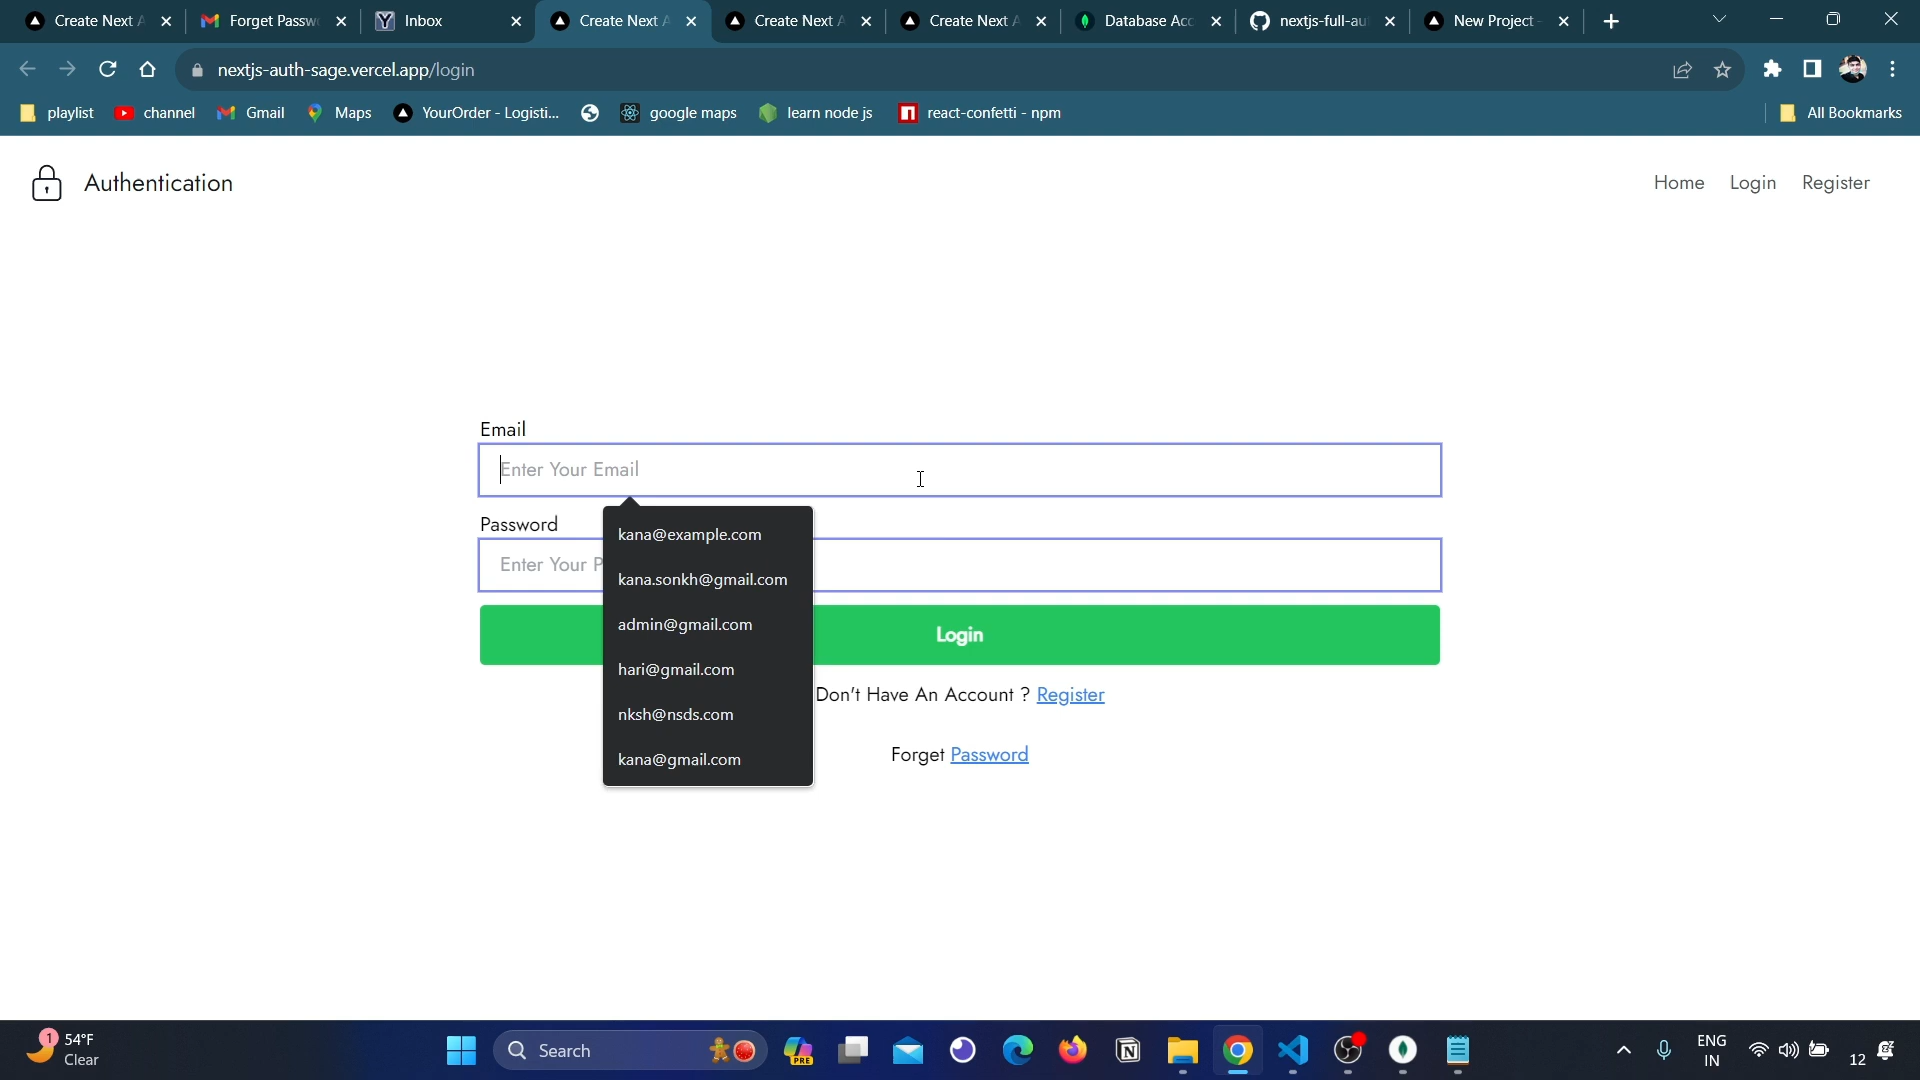 Create Next A
Forget Passw
Inbox
Create Next A
Create Next A
Create Next A
Database Acc
nextjs-full-au
New Project -
nextjs-auth-sage.vercel.app/login
playlist
channel
Gmail
Maps
YourOrder - Logisti...
google maps
learn node js
react-confetti - npm
All Bookmarks
Authentication
Home
Login
Register
Email
Enter Your Email
Password
Enter Your P
kana@example.com
kana.sonkh@gmail.com
admin@gmail.com
hari@gmail.com
nksh@nsds.com
kana@gmail.com
Login
Don't Have An Account ? Register
Forget Password
1
54°F
Clear
Search
PRE
ENG
IN
12